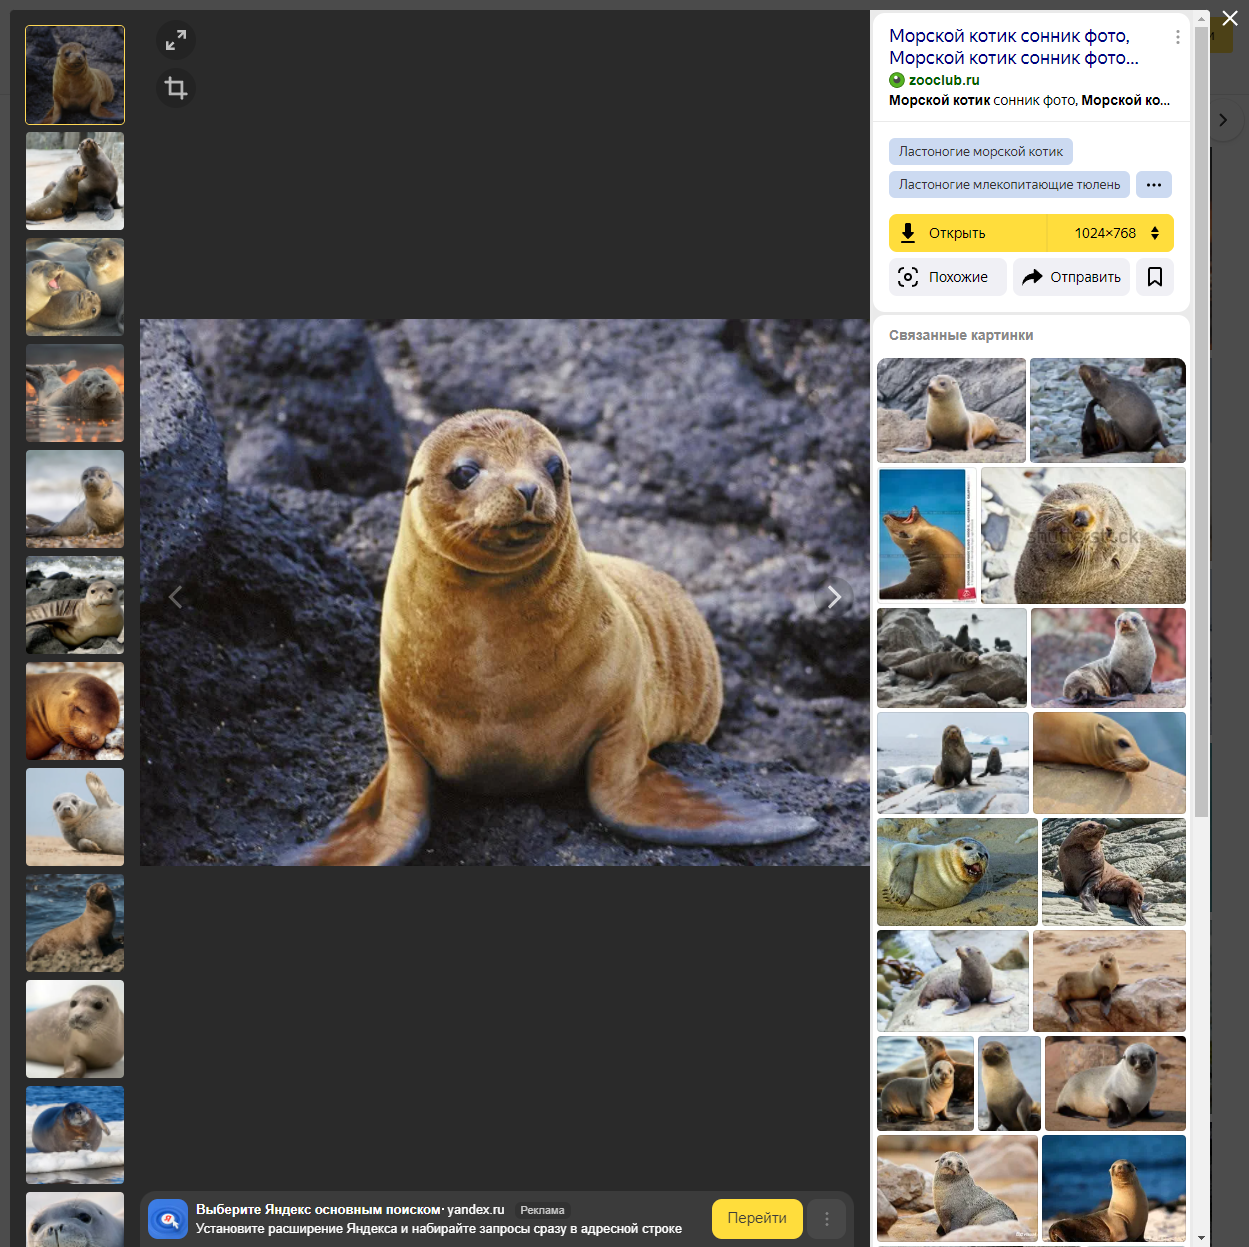 Морской котик сонник фото,
Морской котик сонник фото...
zooclub.ru
Морской котик сонник фото, Морской ко...
Ластоногие морской котик
Ластоногие млекопитающие тюлень
Открыть
1024×768
Похожие
Отправить
Связанные картинки
shutterstock
Выберите Яндекс основным поиском · yandex.ru Реклама
Установите расширение Яндекса и набирайте запросы сразу в адресной строке
Перейти